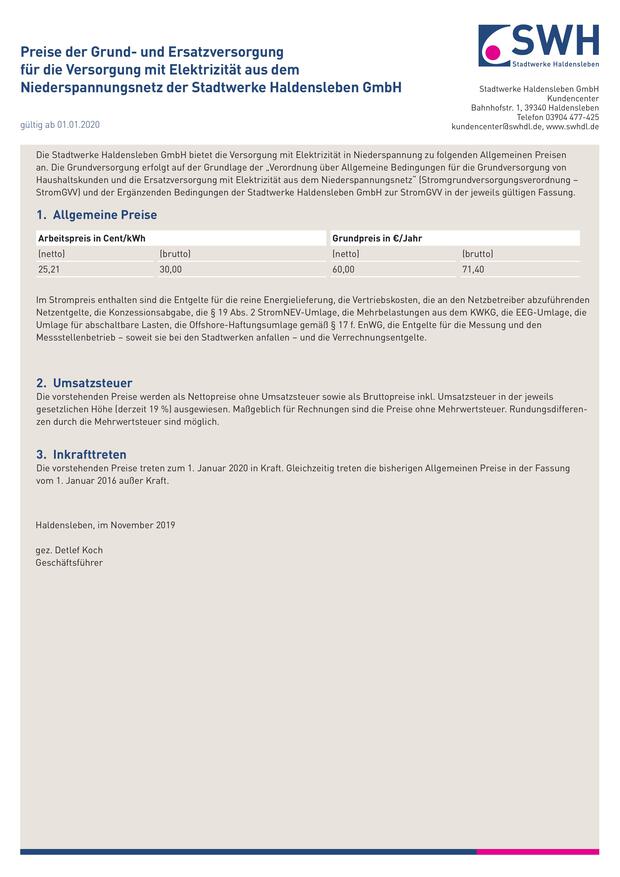 Preise der Grund- und Ersatzversorgung
für die Versorgung mit Elektrizität aus dem
Niederspannungsnetz der Stadtwerke Haldensleben GmbH
gültig ab 01.01.2020
SWH
Stadtwerke Haldensleben
Stadtwerke Haldensleben GmbH
Kundencenter
Bahnhofstr. 1, 39340 Haldensleben
Telefon 03904 477-425
kundencenter@swhdl.de, www.swhdl.de
Die Stadtwerke Haldensleben GmbH bietet die Versorgung mit Elektrizität in Niederspannung zu folgenden Allgemeinen Preisen
an. Die Grundversorgung erfolgt auf der Grundlage der „Verordnung über Allgemeine Bedingungen für die Grundversorgung von
Haushaltskunden und die Ersatzversorgung mit Elektrizität aus dem Niederspannungsnetz“ (Stromgrundversorgungsverordnung –
StromGVV) und der Ergänzenden Bedingungen der Stadtwerke Haldensleben GmbH zur StromGVV in der jeweils gültigen Fassung.
1. Allgemeine Preise
Arbeitspreis in Cent/kWh Grundpreis in €/Jahr
(netto) (brutto) (netto) (brutto)
25,21 30,00 60,00 71,40
Im Strompreis enthalten sind die Entgelte für die reine Energielieferung, die Vertriebskosten, die an den Netzbetreiber abzuführenden
Netzentgelte, die Konzessionsabgabe, die § 19 Abs. 2 StromNEV-Umlage, die Mehrbelastungen aus dem KWKG, die EEG-Umlage, die
Umlage für abschaltbare Lasten, die Offshore-Haftungsumlage gemäß § 17 f. EnWG, die Entgelte für die Messung und den
Messstellenbetrieb – soweit sie bei den Stadtwerken anfallen – und die Verrechnungsentgelte.
2. Umsatzsteuer
Die vorstehenden Preise werden als Nettopreise ohne Umsatzsteuer sowie als Bruttopreise inkl. Umsatzsteuer in der jeweils
gesetzlichen Höhe (derzeit 19 %) ausgewiesen. Maßgeblich für Rechnungen sind die Preise ohne Mehrwertsteuer. Rundungsdifferen-
zen durch die Mehrwertsteuer sind möglich.
3. Inkrafttreten
Die vorstehenden Preise treten zum 1. Januar 2020 in Kraft. Gleichzeitig treten die bisherigen Allgemeinen Preise in der Fassung
vom 1. Januar 2016 außer Kraft.
Haldensleben, im November 2019
gez. Detlef Koch
Geschäftsführer